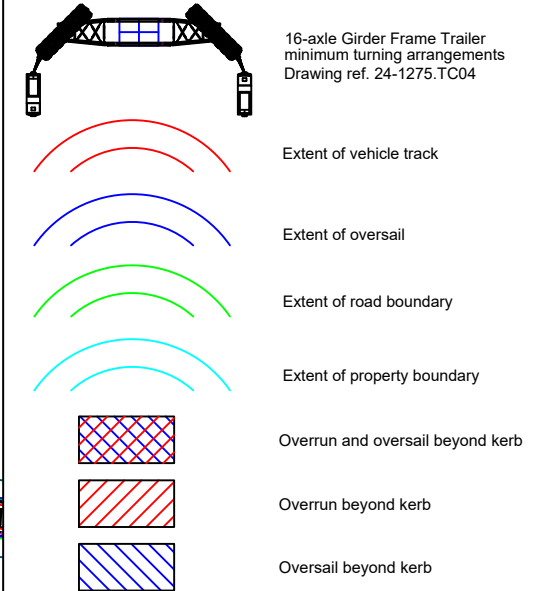 16-axle Girder Frame Trailer
minimum turning arrangements
Drawing ref. 24-1275.TC04
Extent of vehicle track
Extent of oversail
Extent of road boundary
Extent of property boundary
Overrun and oversail beyond kerb
Overrun beyond kerb
Oversail beyond kerb